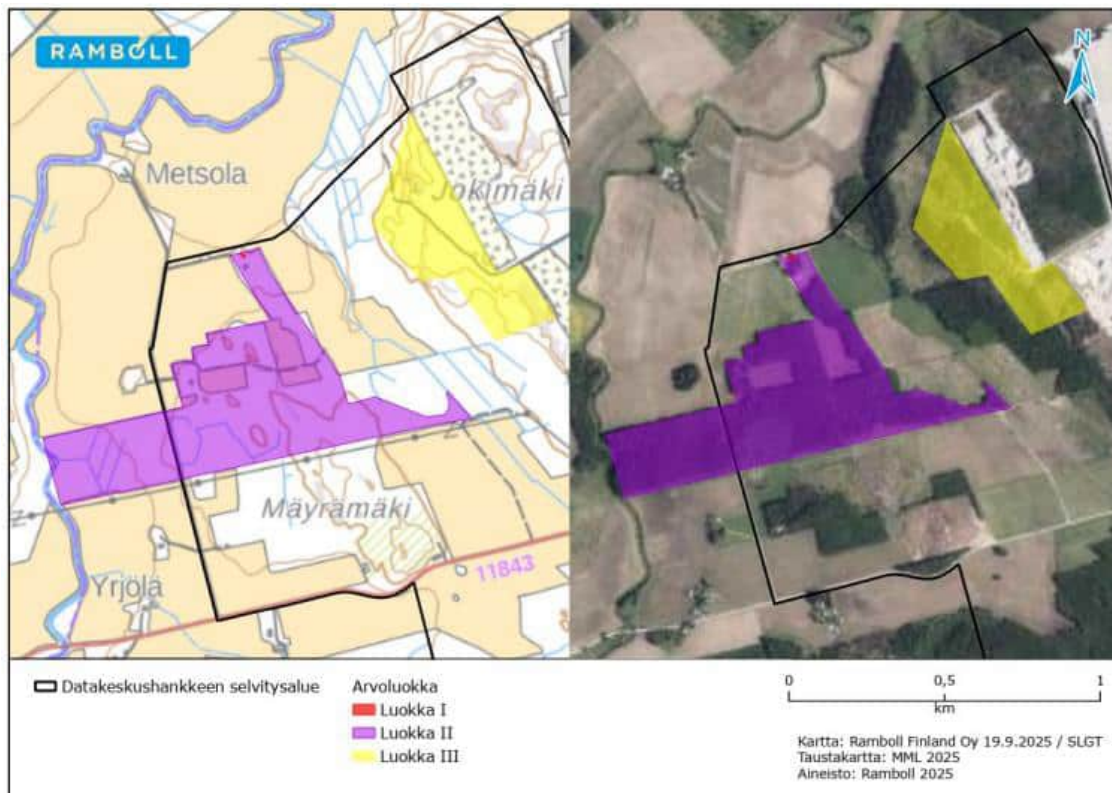 RAMBOLL
Metsola
Jokimäki
Mäyrämäki
11843
Yrjölä
N
Datakeskushankkeen selvitysalue
Arvoluokka
Luokka I
Luokka II
Luokka III
0 0,5 1
km
Kartta: Ramboll Finland Oy 19.9.2025 / SLGT
Taustakartta: MML 2025
Aineisto: Ramboll 2025